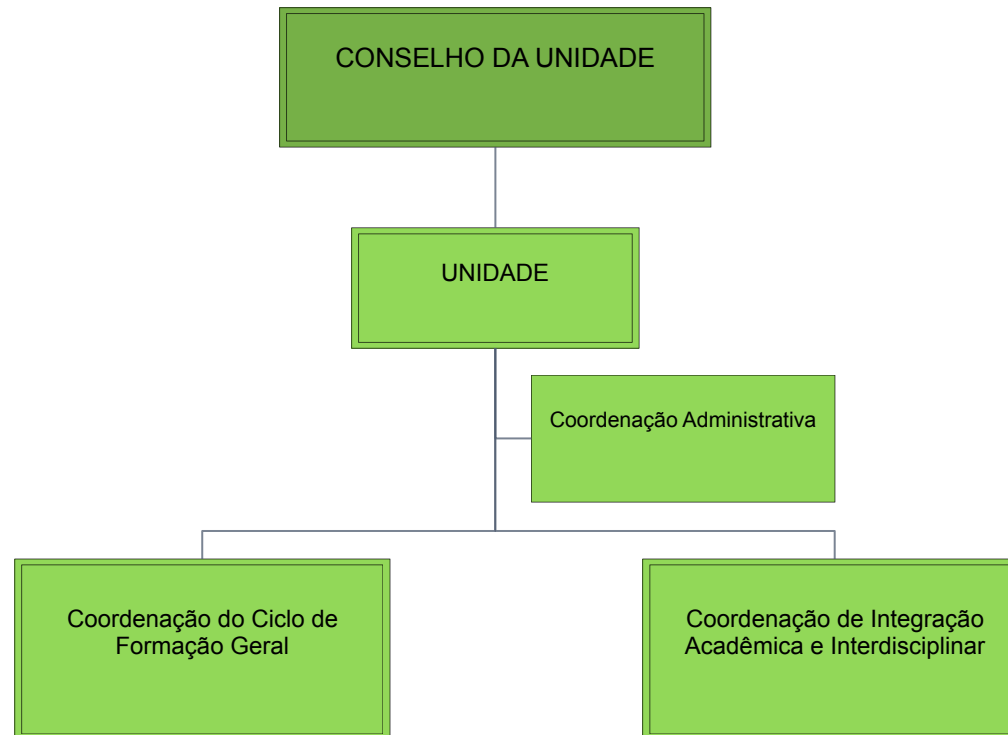 CONSELHO DA UNIDADE
UNIDADE
Coordenação Administrativa
Coordenação do Ciclo de
Formação Geral
Coordenação de Integração
Acadêmica e Interdisciplinar